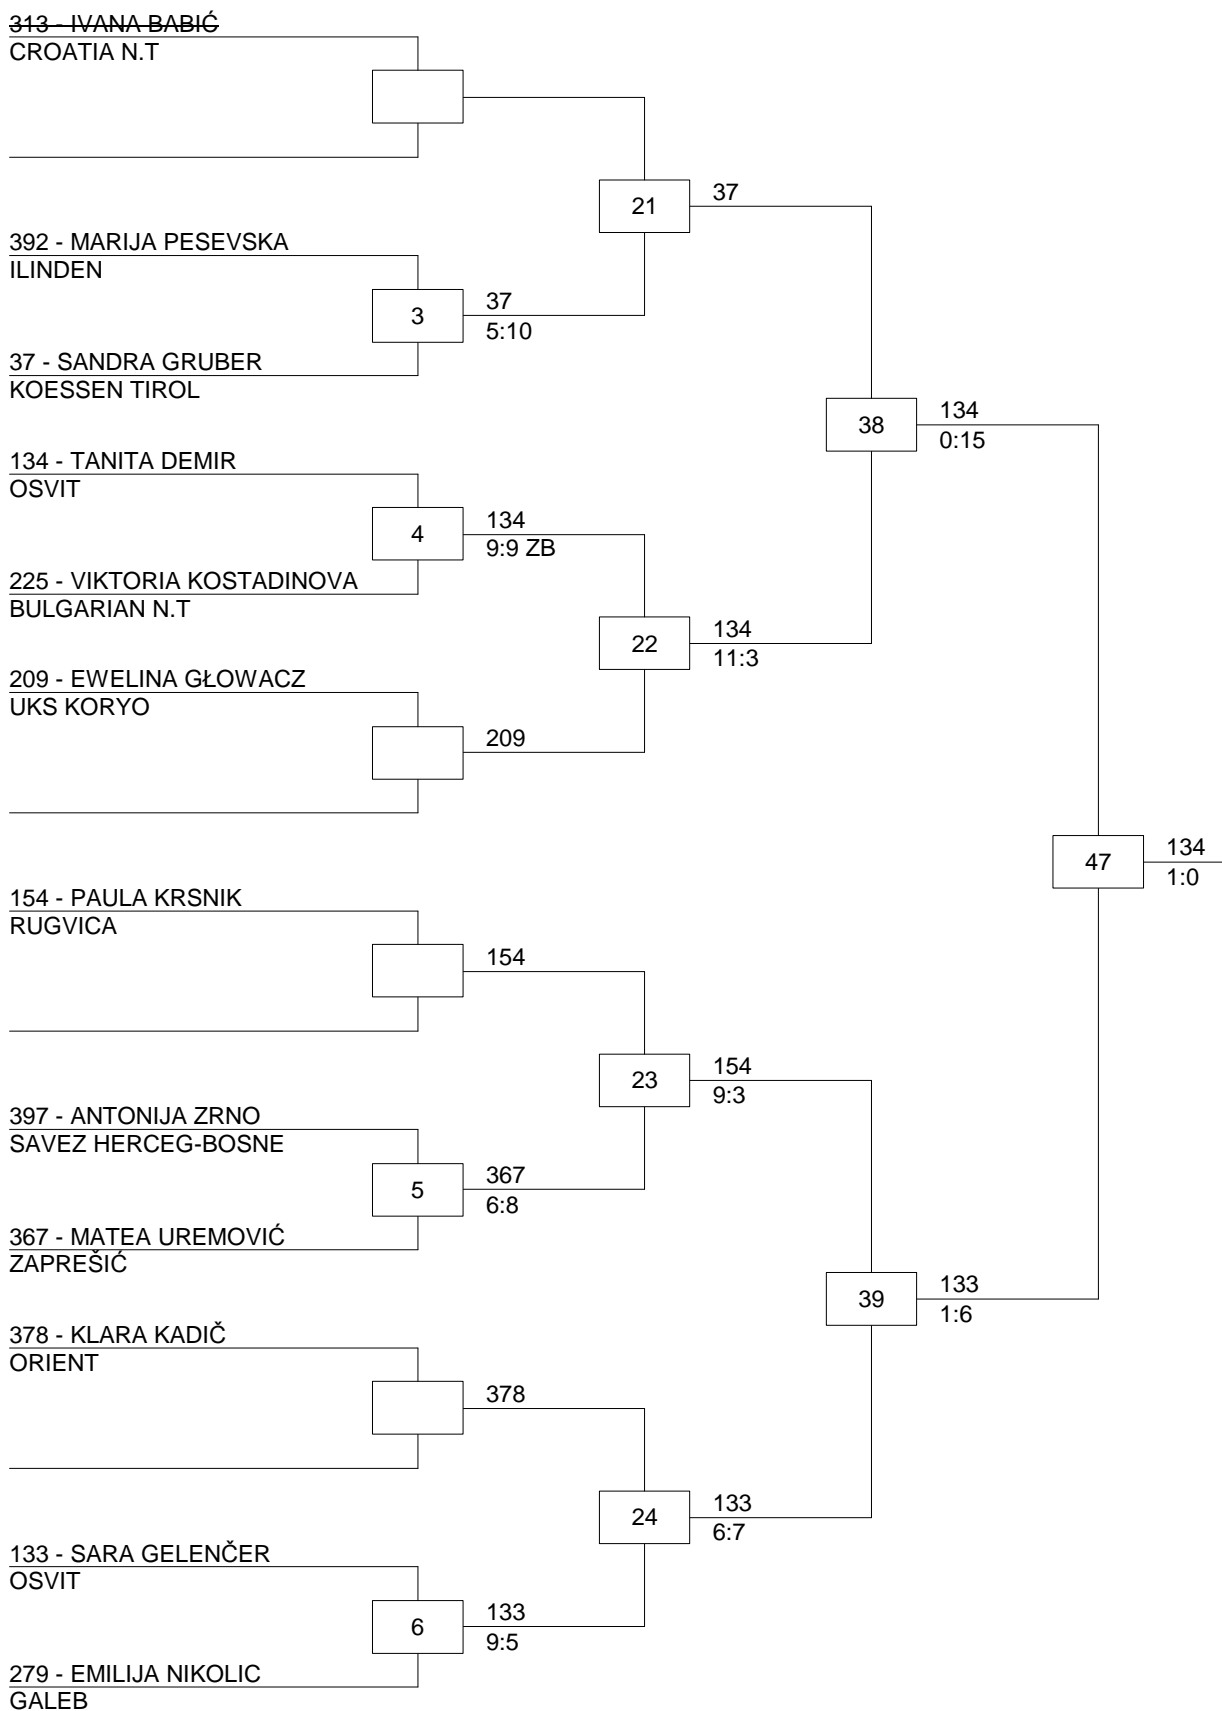 313 - IVANA BABIĆ
CROATIA N.T
21
37
392 - MARIJA PESEVSKA
ILINDEN
3
37
5:10
37 - SANDRA GRUBER
KOESSEN TIROL
38
134
0:15
134 - TANITA DEMIR
OSVIT
4
134
9:9 ZB
225 - VIKTORIA KOSTADINOVA
BULGARIAN N.T
22
134
11:3
209 - EWELINA GŁOWACZ
UKS KORYO
209
47
134
1:0
154 - PAULA KRSNIK
RUGVICA
154
23
154
9:3
397 - ANTONIJA ZRNO
SAVEZ HERCEG-BOSNE
5
367
6:8
367 - MATEA UREMOVIĆ
ZAPREŠIĆ
39
133
1:6
378 - KLARA KADIČ
ORIENT
378
24
133
6:7
133 - SARA GELENČER
OSVIT
6
133
9:5
279 - EMILIJA NIKOLIC
GALEB